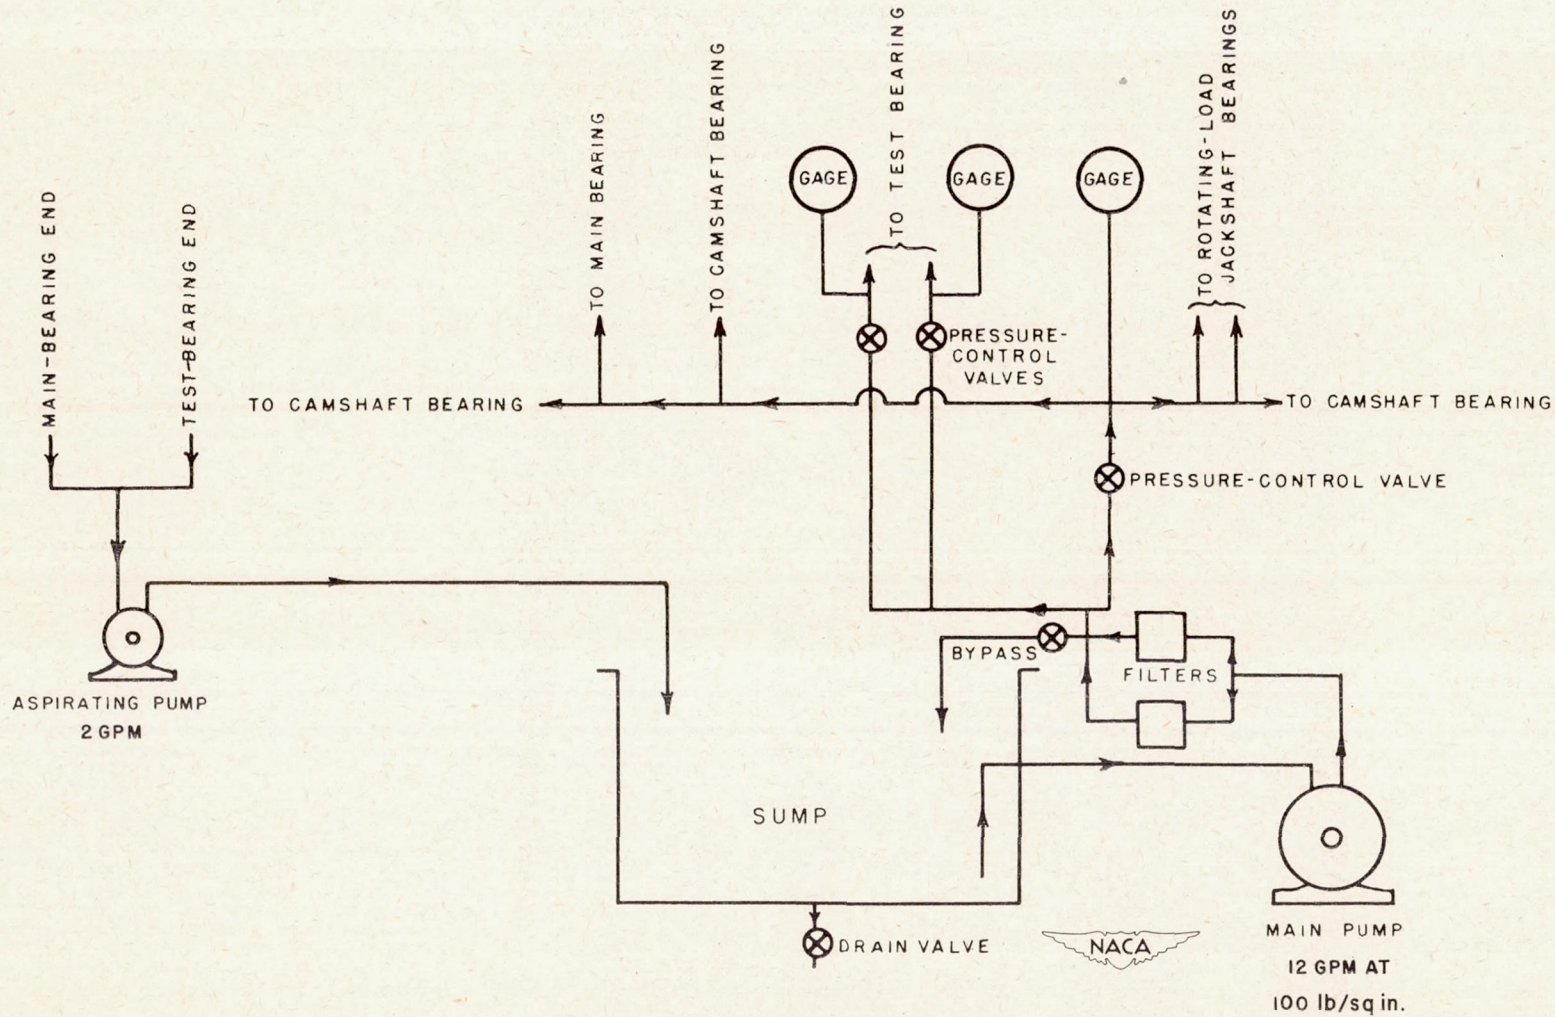 MAIN-BEARING END
TEST-BEARING END
TO MAIN BEARING
TO CAMSHAFT BEARING
TO TEST BEARING
TO ROTATING-LOAD
JACKSHAFT BEARINGS
GAGE
GAGE
GAGE
PRESSURE-
CONTROL
VALVES
TO CAMSHAFT BEARING
TO CAMSHAFT BEARING
PRESSURE-CONTROL VALVE
BYPASS
FILTERS
ASPIRATING PUMP
2 GPM
SUMP
DRAIN VALVE
NACA
MAIN PUMP
12 GPM AT
100 lb/sq in.